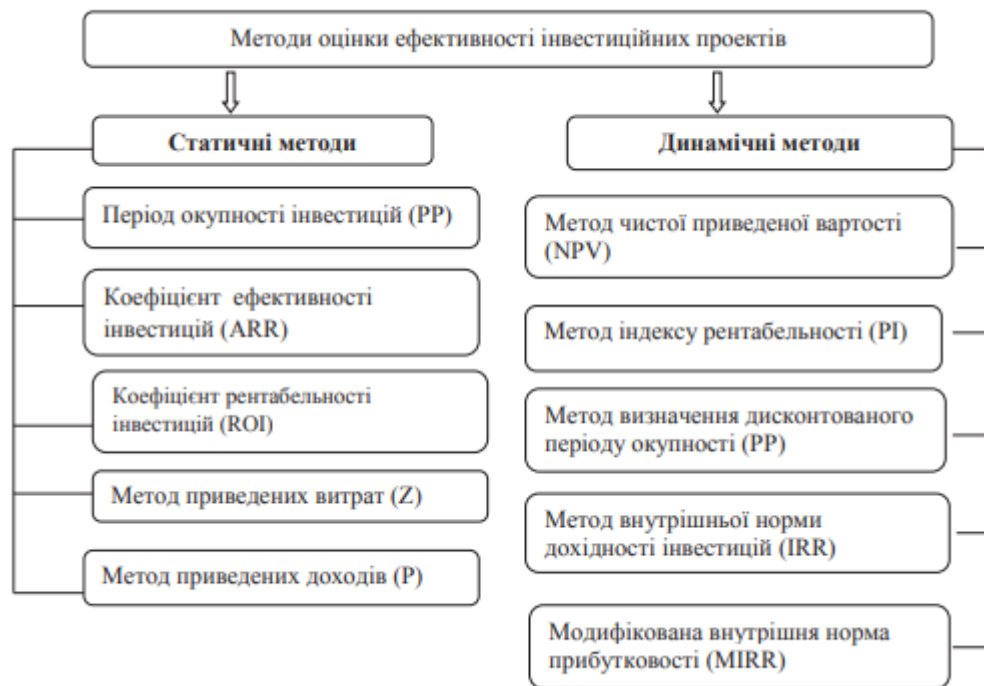 Методи оцінки ефективності інвестиційних проектів
Статичні методи
Період окупності інвестицій (PP)
Коефіцієнт ефективності
інвестицій (ARR)
Коефіцієнт рентабельності
інвестицій (ROI)
Метод приведених витрат (Z)
Метод приведених доходів (P)
Динамічні методи
Метод чистої приведеної вартості
(NPV)
Метод індексу рентабельності (PI)
Метод визначення дисконтованого
періоду окупності (PP)
Метод внутрішньої норми
дохідності інвестицій (IRR)
Модифікована внутрішня норма
прибутковості (MIRR)